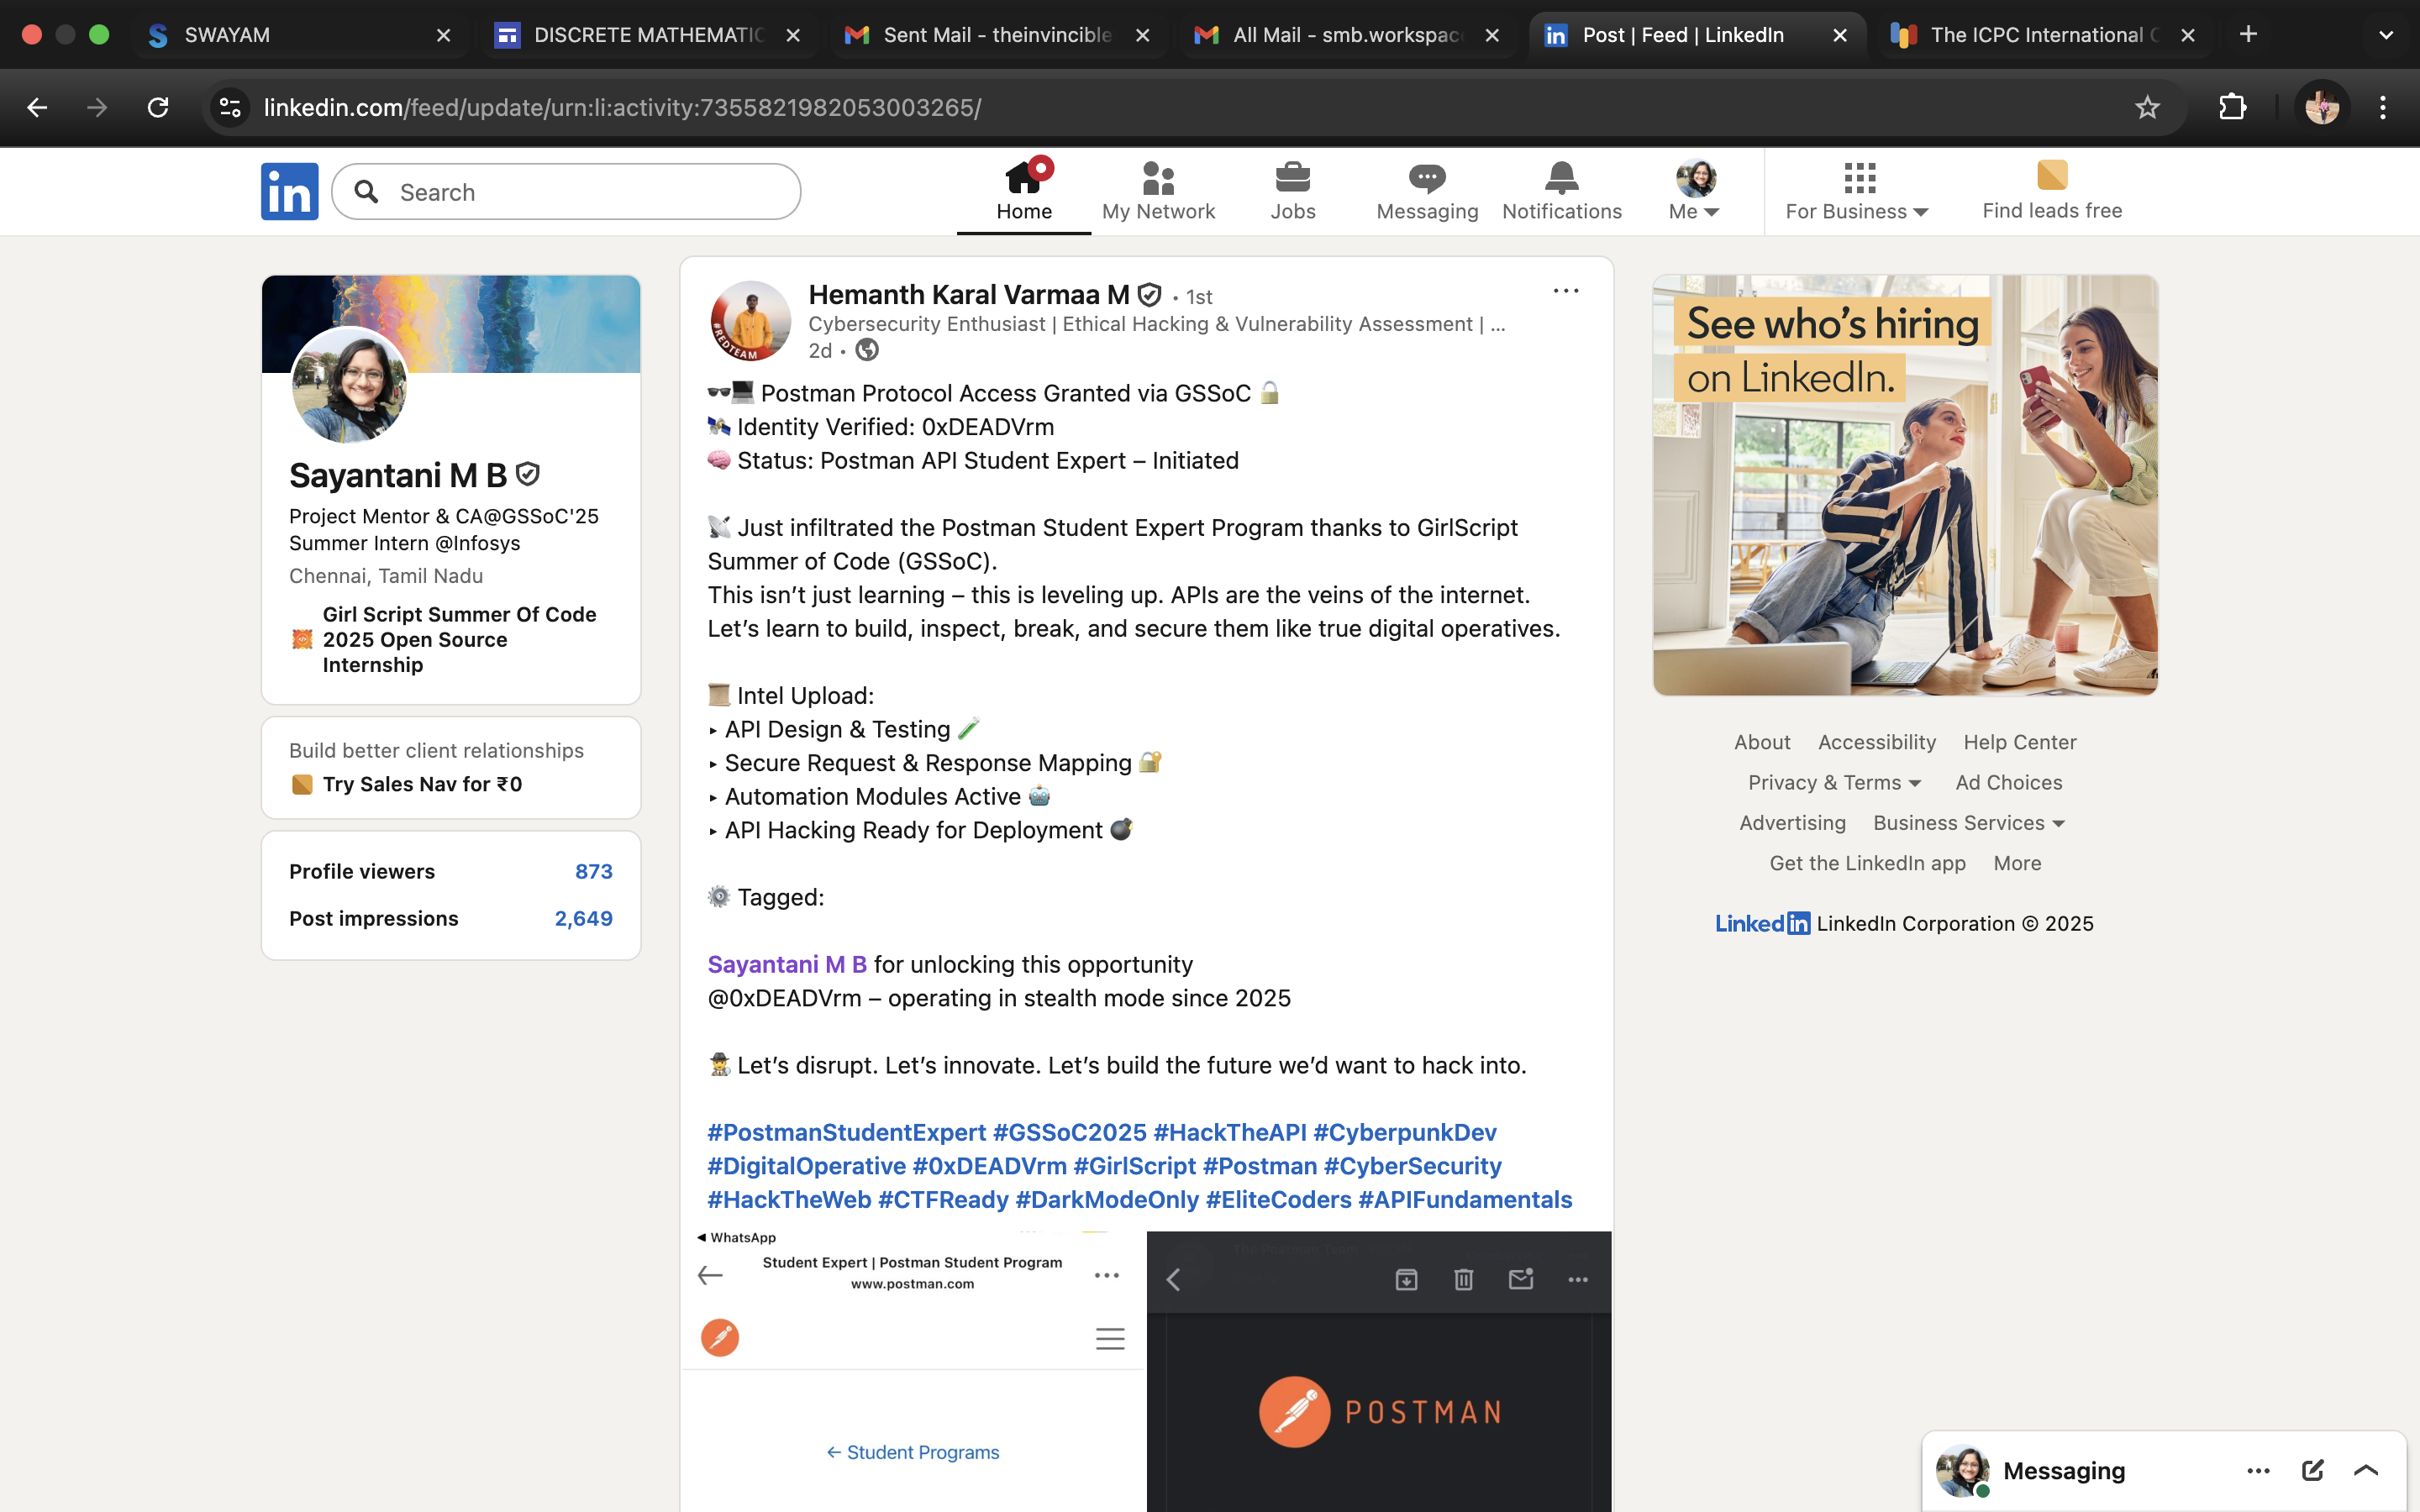 SWAYAM
DISCRETE MATHEMATIC
Sent Mail - theinvincible
All Mail - smb.workspac
Post | Feed | LinkedIn
The ICPC International C
linkedin.com/feed/update/urn:li:activity:7355821982053003265/
in
Search
Home
My Network
Jobs
Messaging
Notifications
Me
For Business
Find leads free
Sayantani M B
Project Mentor & CA@GSSoC'25
Summer Intern @Infosys
Chennai, Tamil Nadu
Girl Script Summer Of Code
2025 Open Source
Internship
Build better client relationships
Try Sales Nav for ₹0
Profile viewers 873
Post impressions 2,649
#REDTEAM
Hemanth Karal Varmaa M • 1st
Cybersecurity Enthusiast | Ethical Hacking & Vulnerability Assessment | ...
2d •
🕶️💻 Postman Protocol Access Granted via GSSoC 🔓
🛰️ Identity Verified: 0xDEADVrm
🧠 Status: Postman API Student Expert – Initiated
📡 Just infiltrated the Postman Student Expert Program thanks to GirlScript
Summer of Code (GSSoC).
This isn’t just learning – this is leveling up. APIs are the veins of the internet.
Let’s learn to build, inspect, break, and secure them like true digital operatives.
📜 Intel Upload:
‣ API Design & Testing 🧪
‣ Secure Request & Response Mapping 🔐
‣ Automation Modules Active 🤖
‣ API Hacking Ready for Deployment 💣
⚙️ Tagged:
Sayantani M B for unlocking this opportunity
@0xDEADVrm – operating in stealth mode since 2025
🕵️ Let’s disrupt. Let’s innovate. Let’s build the future we’d want to hack into.
#PostmanStudentExpert #GSSoC2025 #HackTheAPI #CyberpunkDev
#DigitalOperative #0xDEADVrm #GirlScript #Postman #CyberSecurity
#HackTheWeb #CTFReady #DarkModeOnly #EliteCoders #APIFundamentals
◀ WhatsApp
Student Expert | Postman Student Program
www.postman.com
← Student Programs
POSTMAN
See who’s hiring
on LinkedIn.
About Accessibility Help Center
Privacy & Terms Ad Choices
Advertising Business Services
Get the LinkedIn app More
LinkedIn LinkedIn Corporation © 2025
Messaging